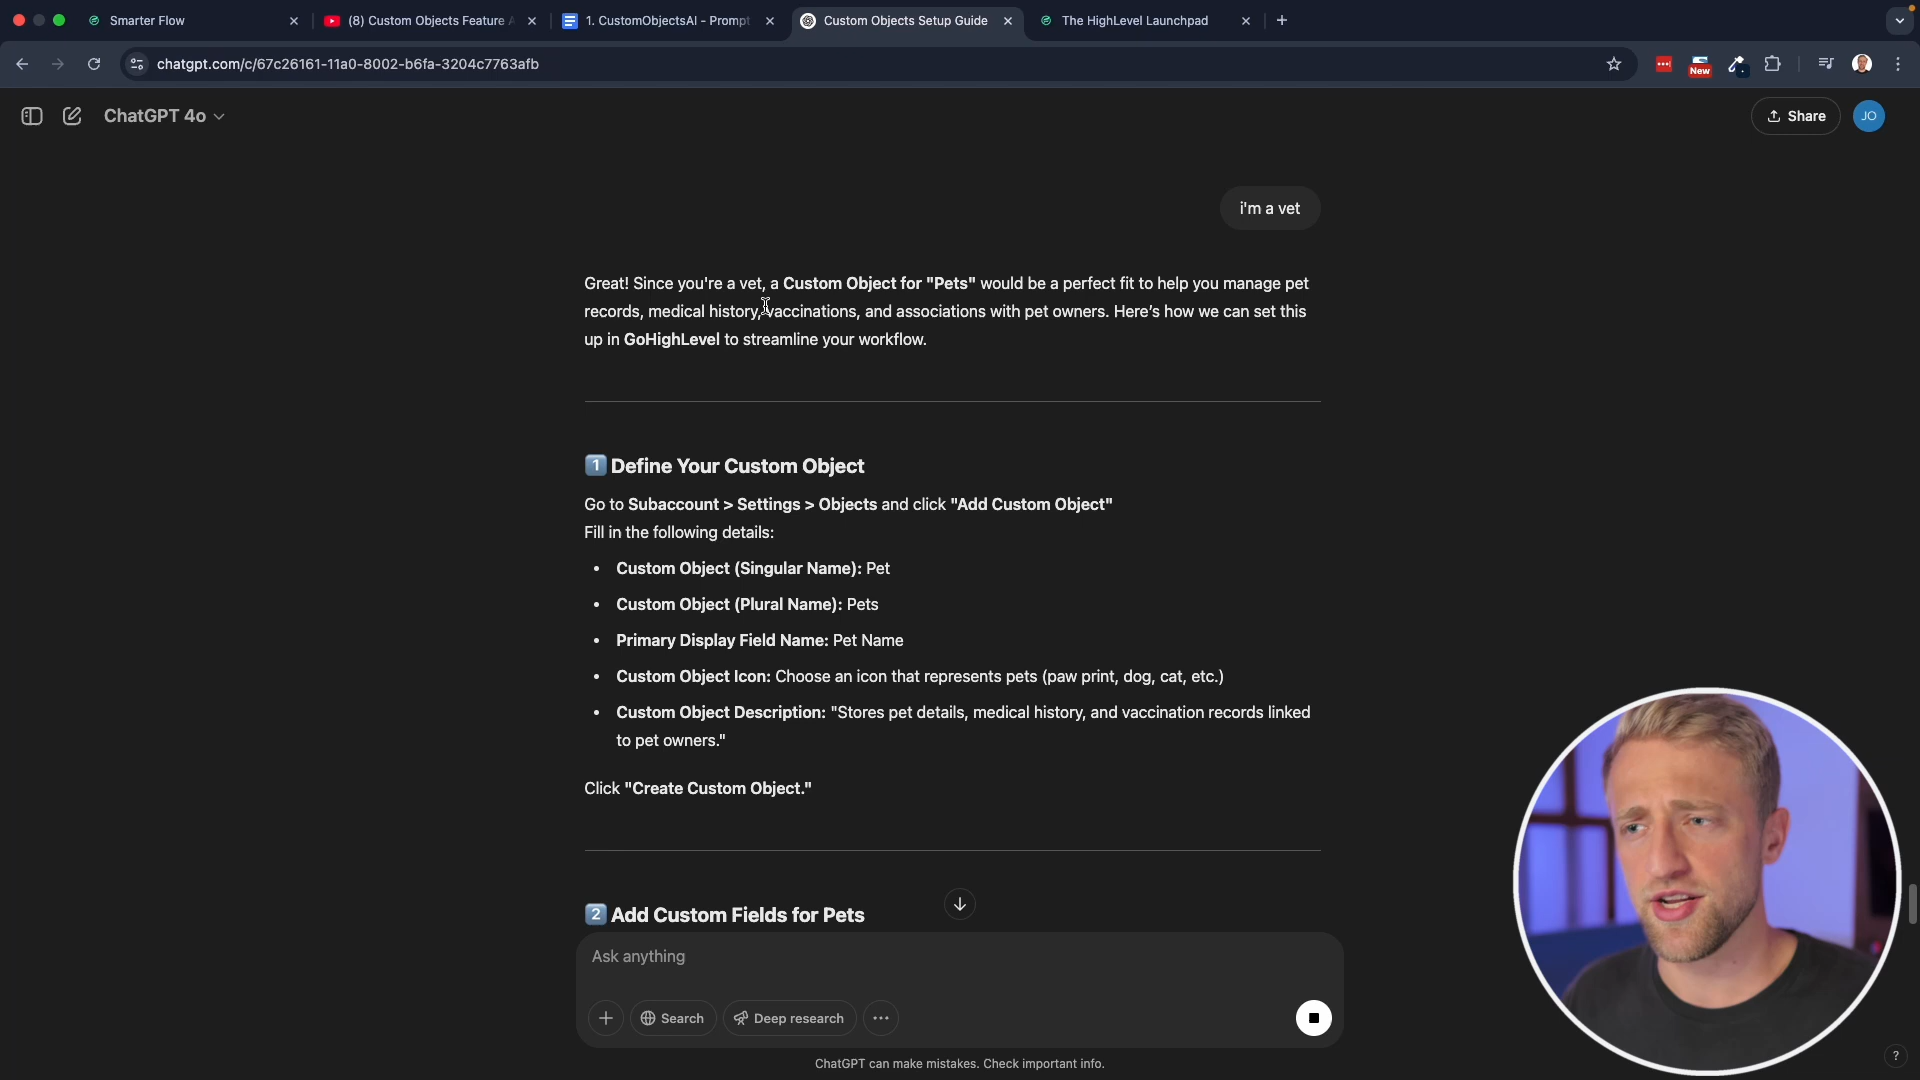 Smarter Flow
(8) Custom Objects Feature A
1. CustomObjectsAI - Prompt
Custom Objects Setup Guide
The HighLevel Launchpad
chatgpt.com/c/67c26161-11a0-8002-b6fa-3204c7763afb
New
ChatGPT 4o
Share
JO
i'm a vet
Great! Since you're a vet, a Custom Object for "Pets" would be a perfect fit to help you manage pet
records, medical history, vaccinations, and associations with pet owners. Here's how we can set this
up in GoHighLevel to streamline your workflow.
1 Define Your Custom Object
Go to Subaccount > Settings > Objects and click "Add Custom Object"
Fill in the following details:
• Custom Object (Singular Name): Pet
• Custom Object (Plural Name): Pets
• Primary Display Field Name: Pet Name
• Custom Object Icon: Choose an icon that represents pets (paw print, dog, cat, etc.)
• Custom Object Description: "Stores pet details, medical history, and vaccination records linked
to pet owners."
Click "Create Custom Object."
2 Add Custom Fields for Pets
Ask anything
Search
Deep research
ChatGPT can make mistakes. Check important info.
?